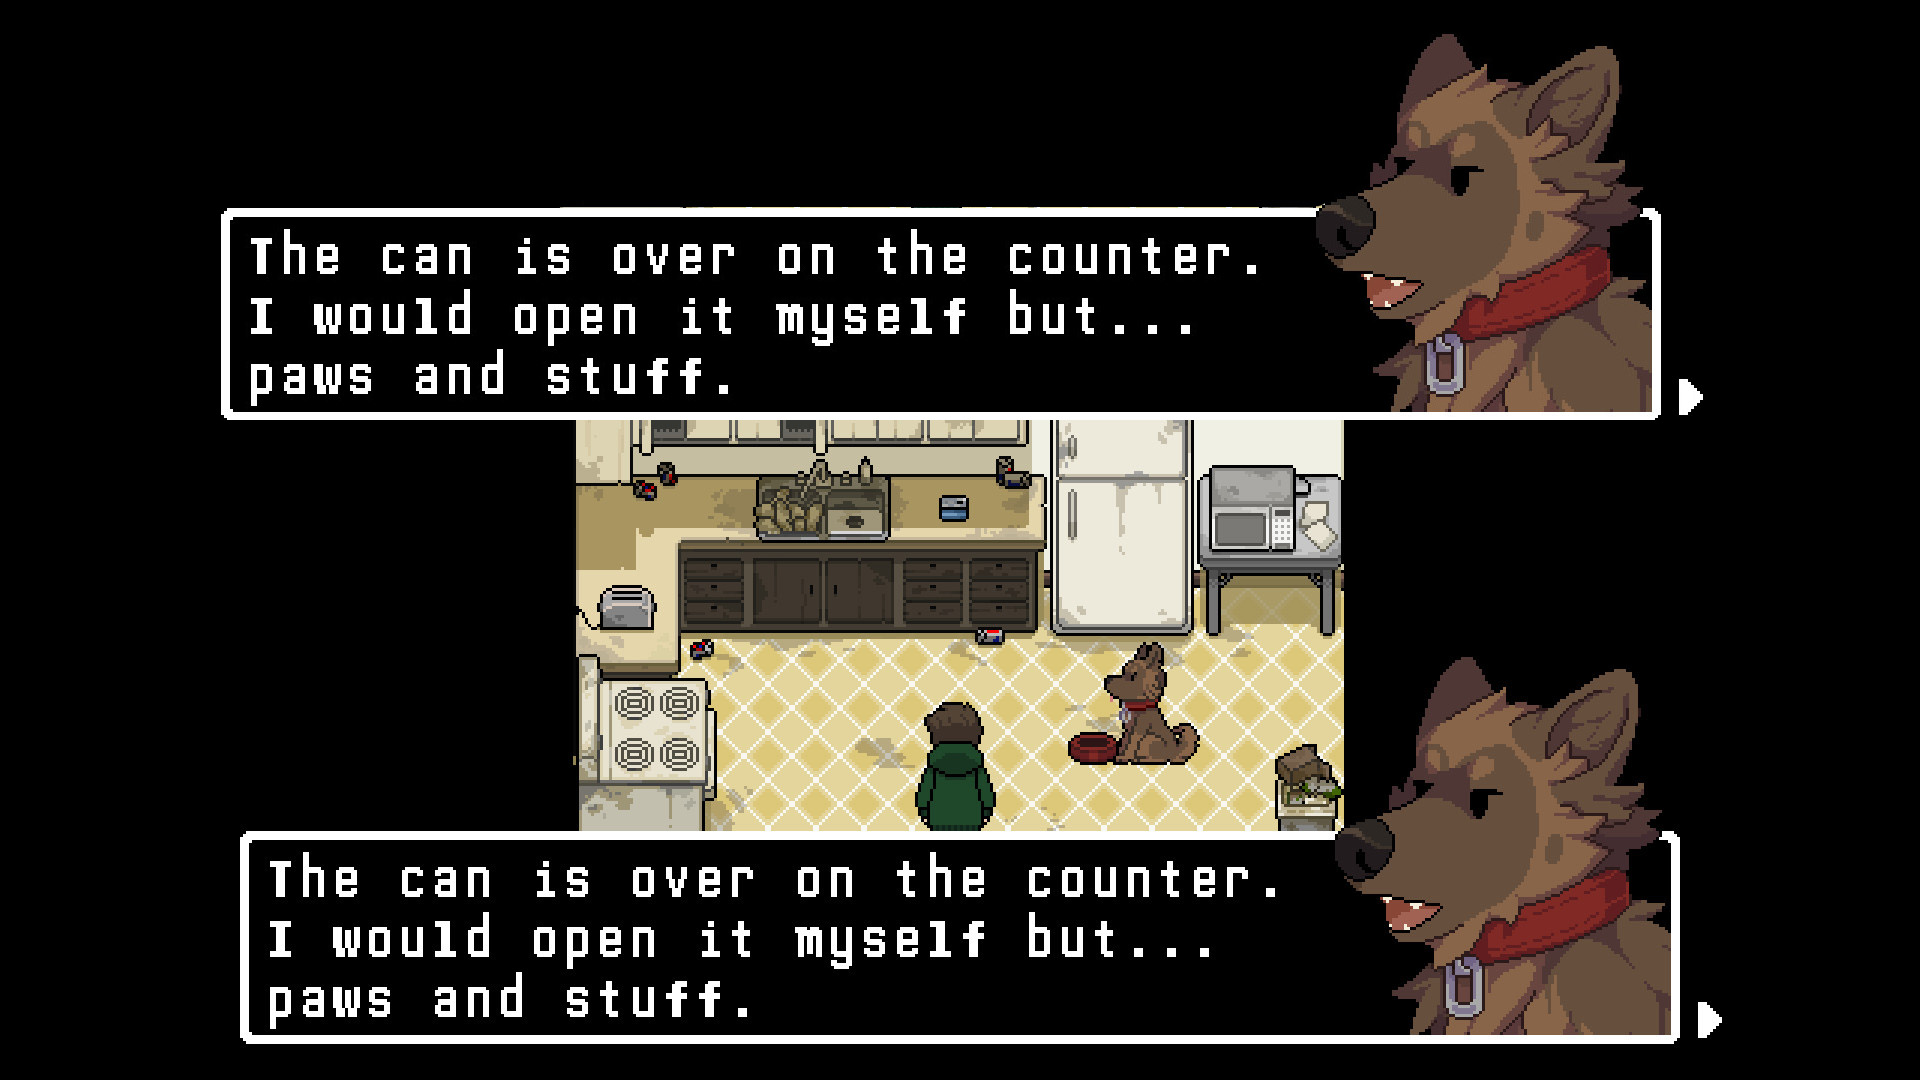 The can is over on the counter.
I would open it myself but...
paws and stuff.
The can is over on the counter.
I would open it myself but...
paws and stuff.